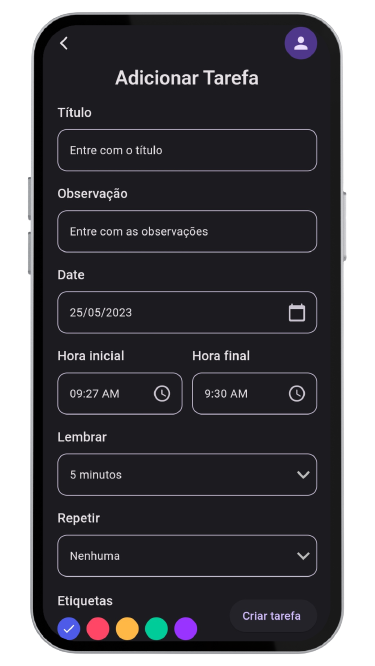 Adicionar Tarefa
Título
Entre com o título
Observação
Entre com as observações
Date
25/05/2023
Hora inicial Hora final
09:27 AM 9:30 AM
Lembrar
5 minutos
Repetir
Nenhuma
Etiquetas
Criar tarefa